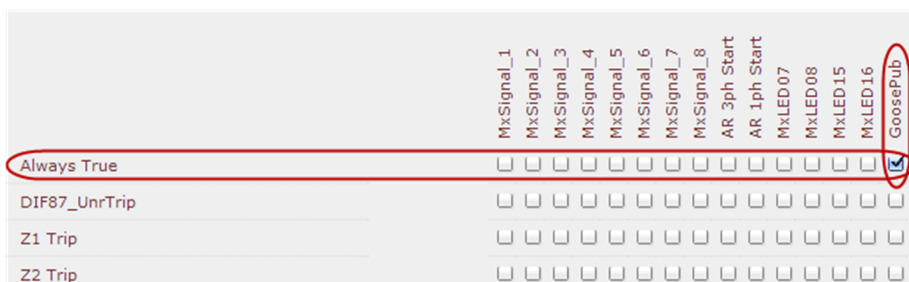 MxSignal_1
MxSignal_2
MxSignal_3
MxSignal_4
MxSignal_5
MxSignal_6
MxSignal_7
MxSignal_8
AR 3ph Start
AR 1ph Start
MxLED07
MxLED08
MxLED15
MxLED16
GoosePub
Always True
DIF87_UnrTrip
Z1 Trip
Z2 Trip